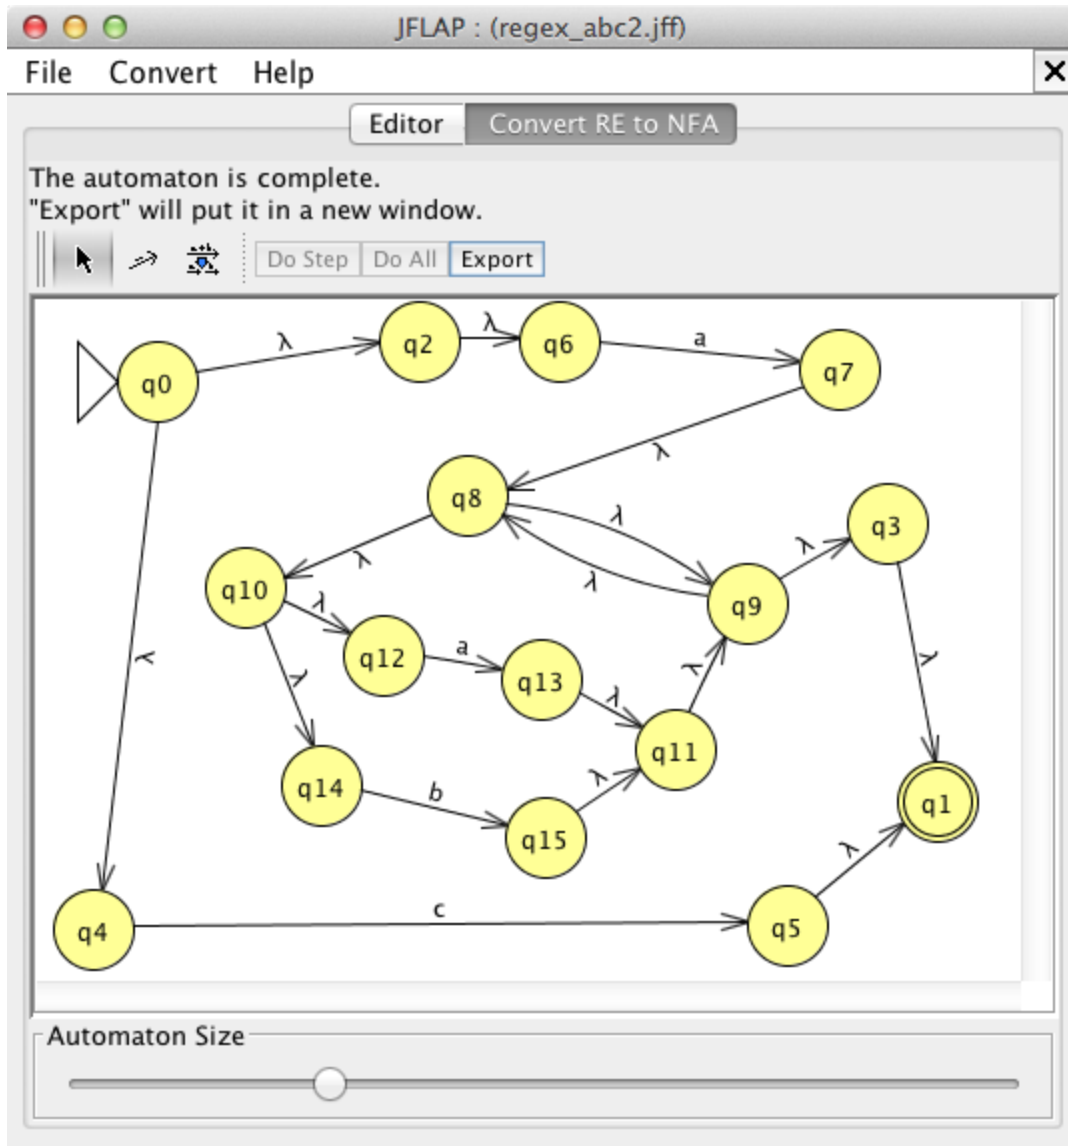 JFLAP : (regex_abc2.jff)
File Convert Help
Editor Convert RE to NFA
The automaton is complete.
"Export" will put it in a new window.
Do Step Do All Export
q0 λ q2 λ q6 a q7
λ
q8 λ q3
λ λ λ
q10 λ q9
λ q12 a q13 λ λ λ
λ q11
q14 b λ q1
q15
λ
q4 c q5
Automaton Size